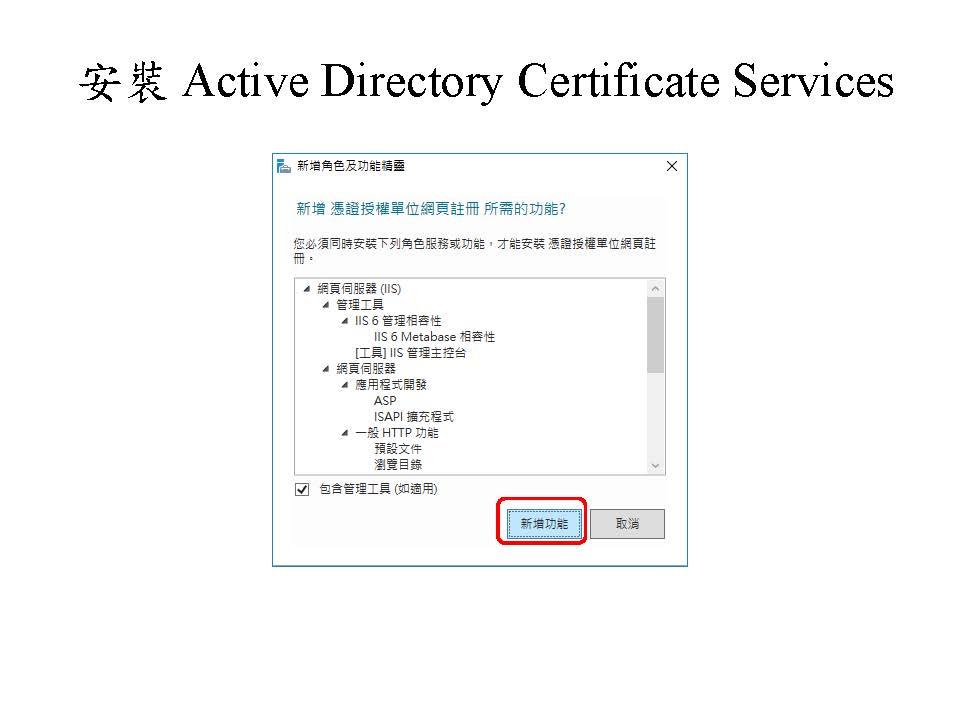 安裝 Active Directory Certificate Services
新增角色及功能精靈
新增 憑證授權單位網頁註冊 所需的功能?
您必須同時安裝下列角色服務或功能，才能安裝 憑證授權單位網頁註
冊。
網頁伺服器 (IIS)
管理工具
IIS 6 管理相容性
IIS 6 Metabase 相容性
[工具] IIS 管理主控台
網頁伺服器
應用程式開發
ASP
ISAPI 擴充程式
一般 HTTP 功能
預設文件
瀏覽目錄
包含管理工具 (如適用)
新增功能 取消